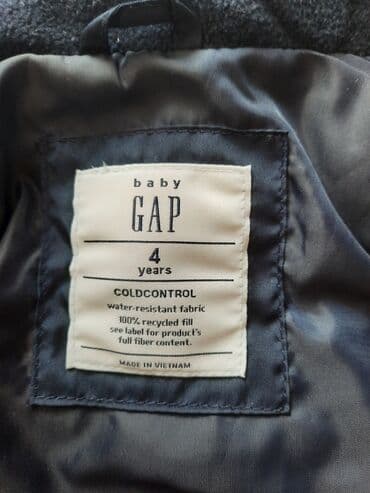 baby
GAP
4
years
COLDCONTROL
water-resistant fabric
100% recycled fill
see label for product's
full fiber content.
MADE IN VIETNAM